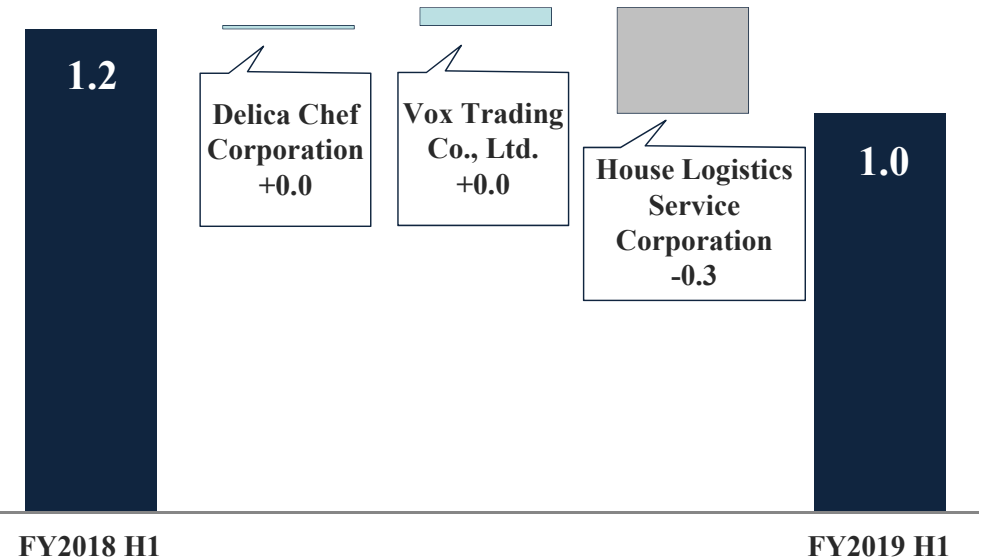 1.2
Delica Chef
Corporation
+0.0
Vox Trading
Co., Ltd.
+0.0
House Logistics
Service
Corporation
-0.3
1.0
FY2018 H1
FY2019 H1